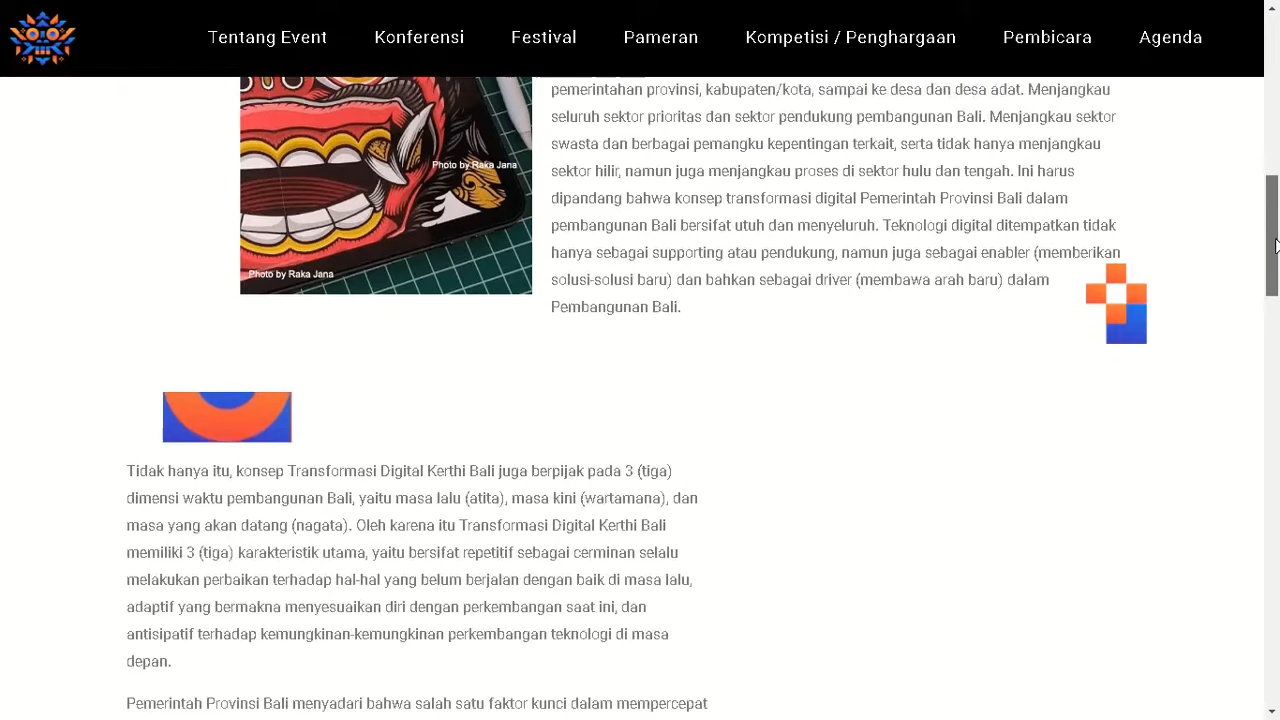 Tentang Event Konferensi Festival Pameran Kompetisi / Penghargaan Pembicara Agenda
pemerintahan provinsi, kabupaten/kota, sampai ke desa dan desa adat. Menjangkau
seluruh sektor prioritas dan sektor pendukung pembangunan Bali. Menjangkau sektor
swasta dan berbagai pemangku kepentingan terkait, serta tidak hanya menjangkau
sektor hilir, namun juga menjangkau proses di sektor hulu dan tengah. Ini harus
dipandang bahwa konsep transformasi digital Pemerintah Provinsi Bali dalam
pembangunan Bali bersifat utuh dan menyeluruh. Teknologi digital ditempatkan tidak
hanya sebagai supporting atau pendukung, namun juga sebagai enabler (memberikan
solusi-solusi baru) dan bahkan sebagai driver (membawa arah baru) dalam
Pembangunan Bali.
Photo by Raka Jana
Photo by Raka Jana
Tidak hanya itu, konsep Transformasi Digital Kerthi Bali juga berpijak pada 3 (tiga)
dimensi waktu pembangunan Bali, yaitu masa lalu (atita), masa kini (wartamana), dan
masa yang akan datang (nagata). Oleh karena itu Transformasi Digital Kerthi Bali
memiliki 3 (tiga) karakteristik utama, yaitu bersifat repetitif sebagai cerminan selalu
melakukan perbaikan terhadap hal-hal yang belum berjalan dengan baik di masa lalu,
adaptif yang bermakna menyesuaikan diri dengan perkembangan saat ini, dan
antisipatif terhadap kemungkinan-kemungkinan perkembangan teknologi di masa
depan.
Pemerintah Provinsi Bali menyadari bahwa salah satu faktor kunci dalam mempercepat